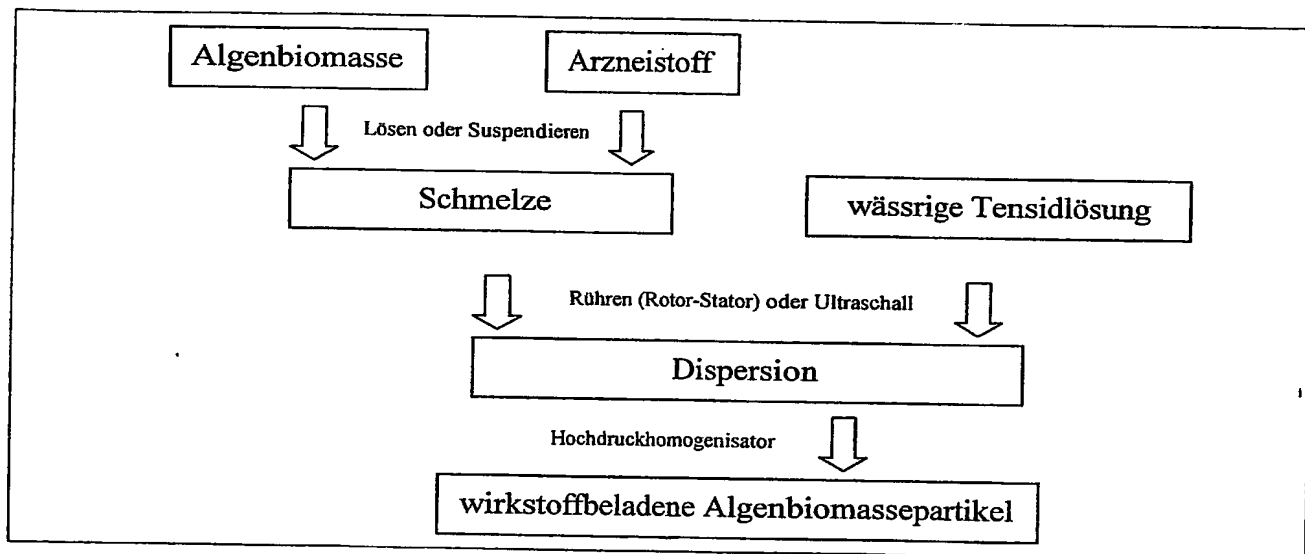 Algenbiomasse
Arzneistoff
Lösen oder Suspendieren
Schmelze
wässrige Tensidlösung
Rühren (Rotor-Stator) oder Ultraschall
Dispersion
Hochdruckhomogenisator
wirkstoffbeladene Algenbiomassepartikel